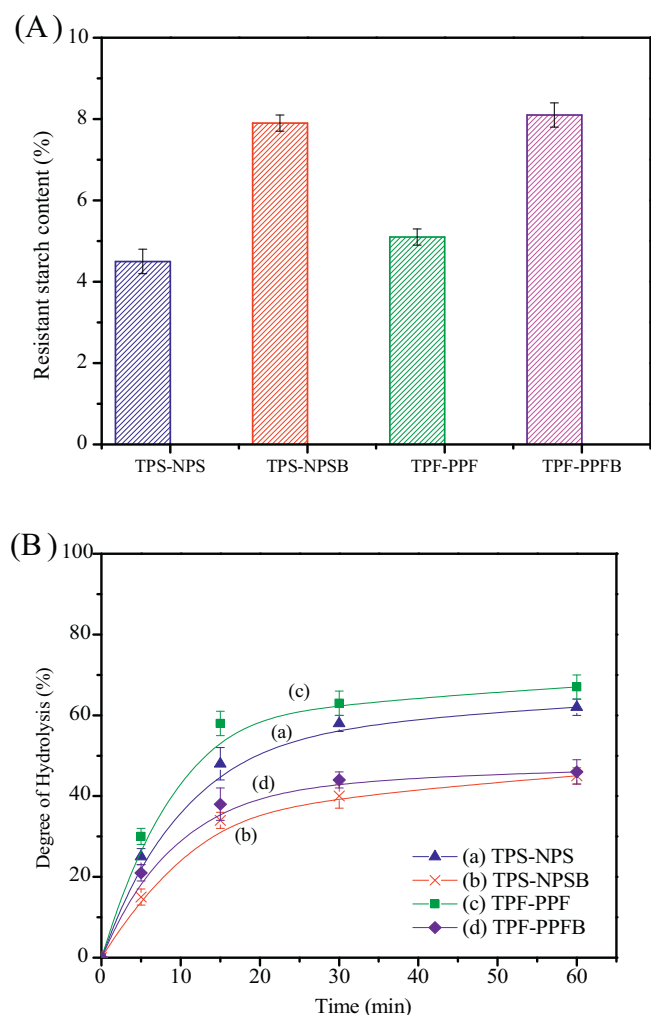 (A)
10
8
6
4
2
0
Resistant starch content (%)
TPS-NPS TPS-NPSB TPF-PPF TPF-PPFB
(B)
100
80
60
40
20
0
Degree of Hydrolysis (%)
(c)
(a)
(d)
(b)
(a) TPS-NPS
(b) TPS-NPSB
(c) TPF-PPF
(d) TPF-PPFB
0 10 20 30 40 50 60
Time (min)